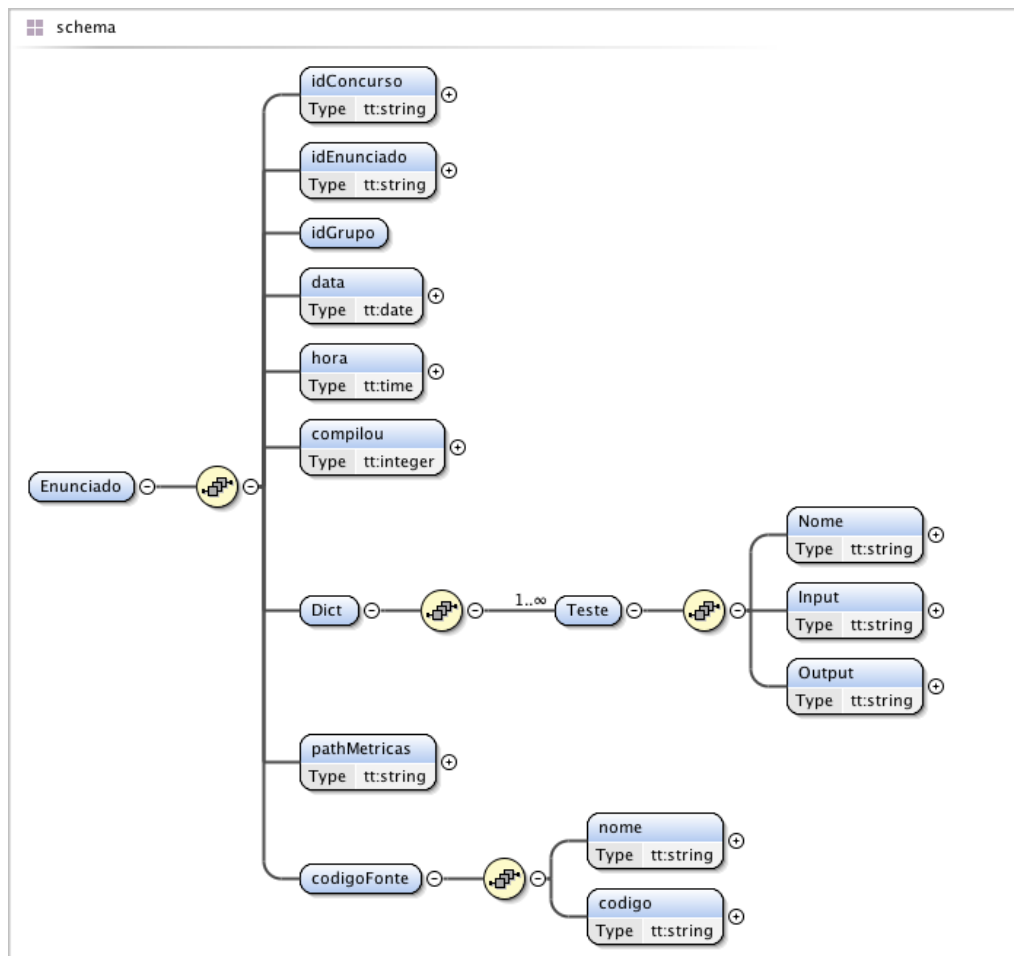 schema
idConcurso
Type tt:string
idEnunciado
Type tt:string
idGrupo
data
Type tt:date
hora
Type tt:time
compilou
Type tt:integer
Enunciado
Dict
1..∞
Teste
Nome
Type tt:string
Input
Type tt:string
Output
Type tt:string
pathMetricas
Type tt:string
codigoFonte
nome
Type tt:string
codigo
Type tt:string